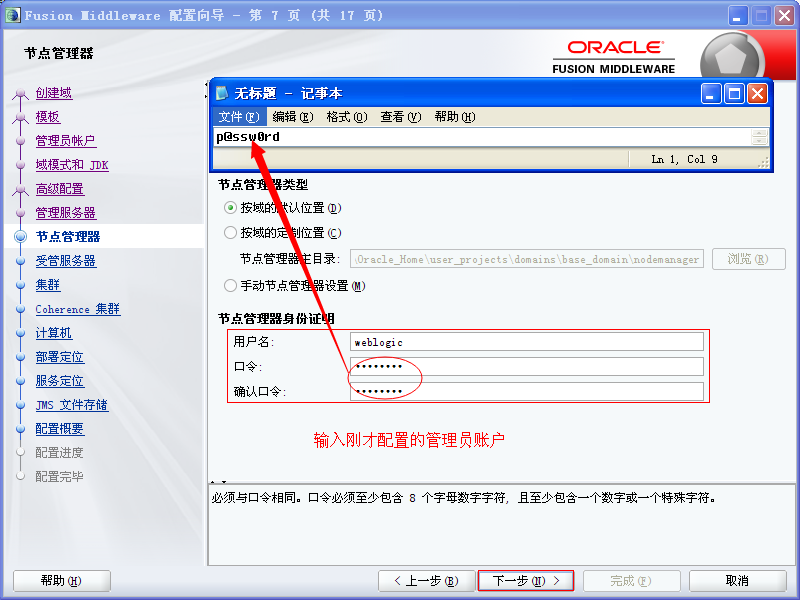 Fusion Middleware 配置向导 - 第 7 页 (共 17 页)
节点管理器
ORACLE
FUSION MIDDLEWARE
创建域
模板
管理员帐户
域模式和 JDK
高级配置
管理服务器
节点管理器
受管服务器
集群
Coherence 集群
计算机
部署定位
服务定位
JMS 文件存储
配置概要
配置进度
配置完毕
无标题 - 记事本
文件(F) 编辑(E) 格式(O) 查看(V) 帮助(H)
p@ssw0rd
Ln 1, Col 9
节点管理器类型
按域的默认位置(D)
按域的定制位置(C)
节点管理器主目录: \Oracle_Home\user_projects\domains\base_domain\nodemanager 浏览(R)
手动节点管理器设置(M)
节点管理器身份证明
用户名: weblogic
口令: ••••••••
确认口令: ••••••••
输入刚才配置的管理员账户
必须与口令相同。口令必须至少包含 8 个字母数字字符, 且至少包含一个数字或一个特殊字符。
帮助(H) < 上一步(B) 下一步(N) > 完成(F) 取消